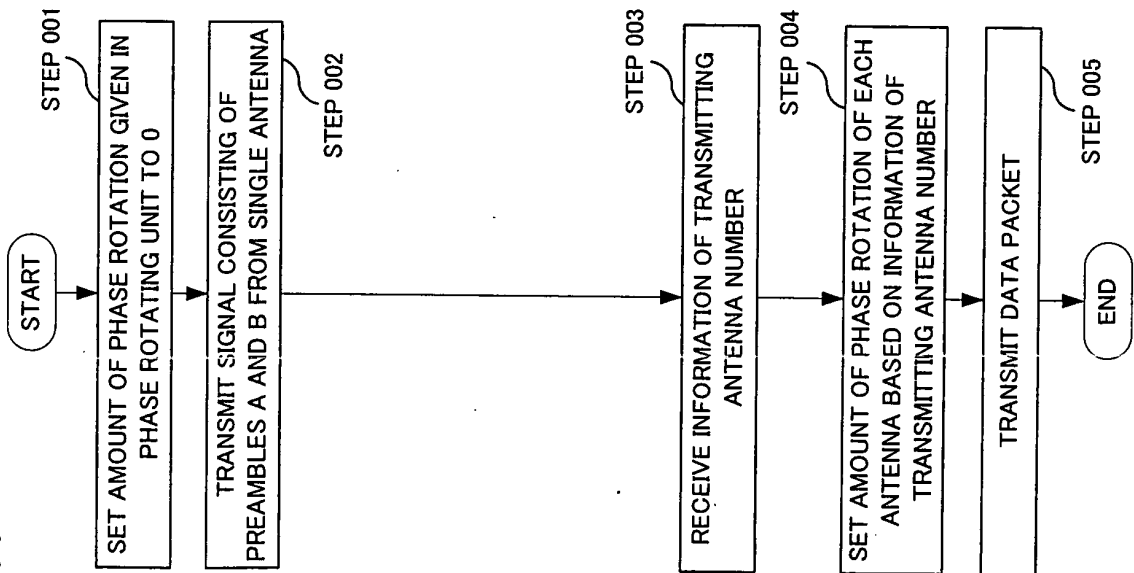 START
STEP 001
SET AMOUNT OF PHASE ROTATION GIVEN IN
PHASE ROTATING UNIT TO 0
TRANSMIT SIGNAL CONSISTING OF
PREAMBLES A AND B FROM SINGLE ANTENNA
STEP 002
STEP 003
RECEIVE INFORMATION OF TRANSMITTING
ANTENNA NUMBER
STEP 004
SET AMOUNT OF PHASE ROTATION OF EACH
ANTENNA BASED ON INFORMATION OF
TRANSMITTING ANTENNA NUMBER
TRANSMIT DATA PACKET
STEP 005
END